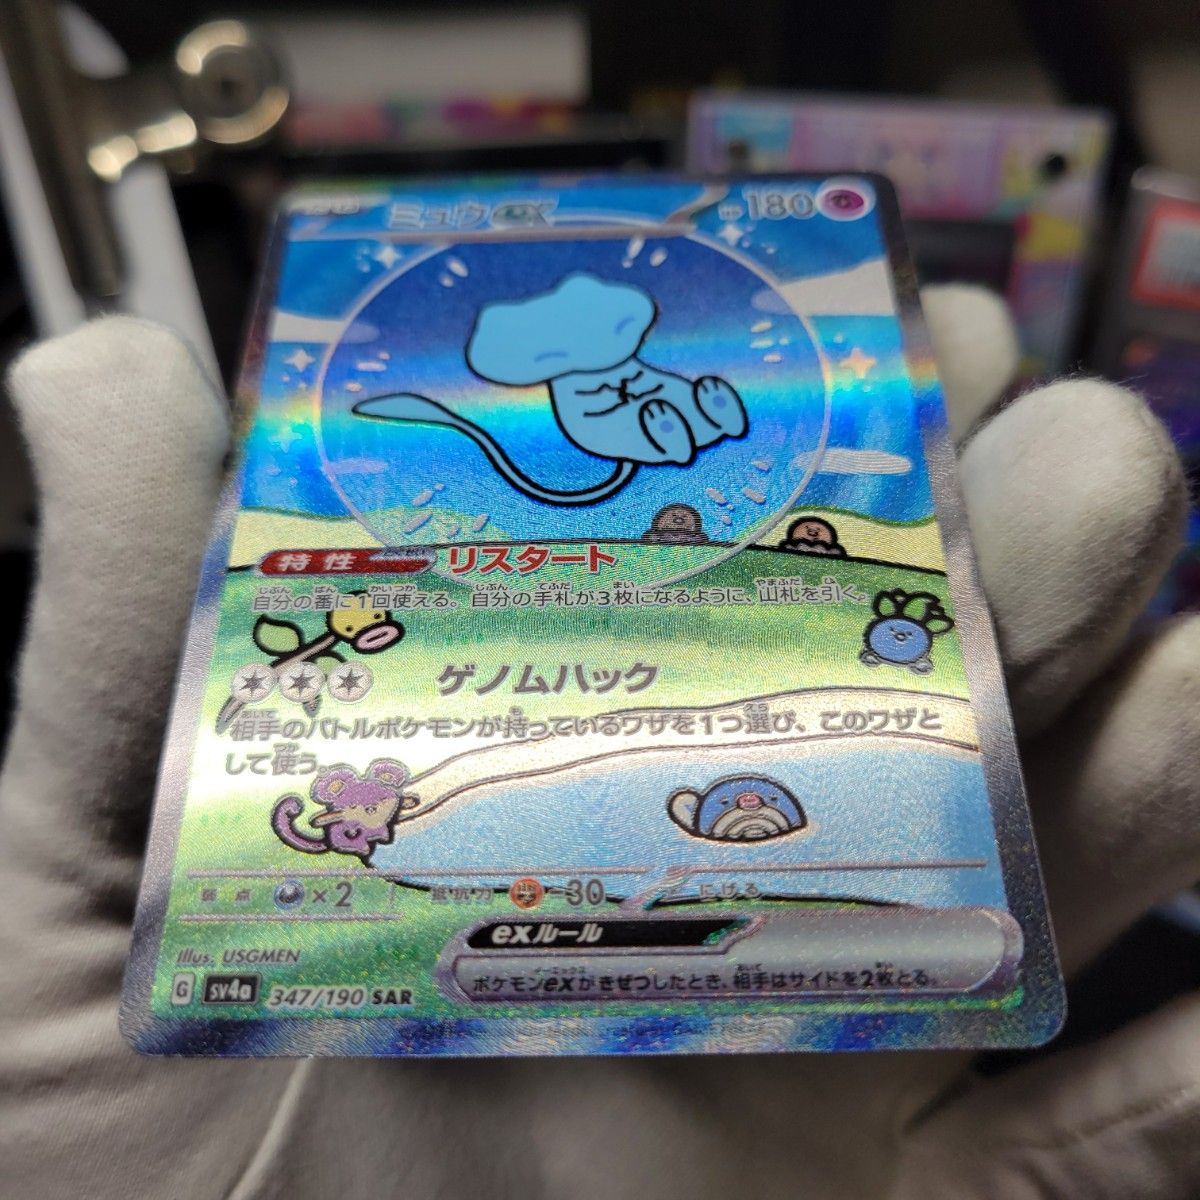 ミュウex HP 180
特性 リスタート
自分の番に1回使える。自分の手札が3枚になるように、山札を引く。
ゲノムハック
相手のバトルポケモンが持っているワザを1つ選び、このワザと
して使う。
弱点 ×2 抵抗力 -30 にげる
exルール
ポケモンexがきぜつしたとき、相手はサイドを2枚とる。
Illus. USGMEN
G sv4a 347/190 SAR